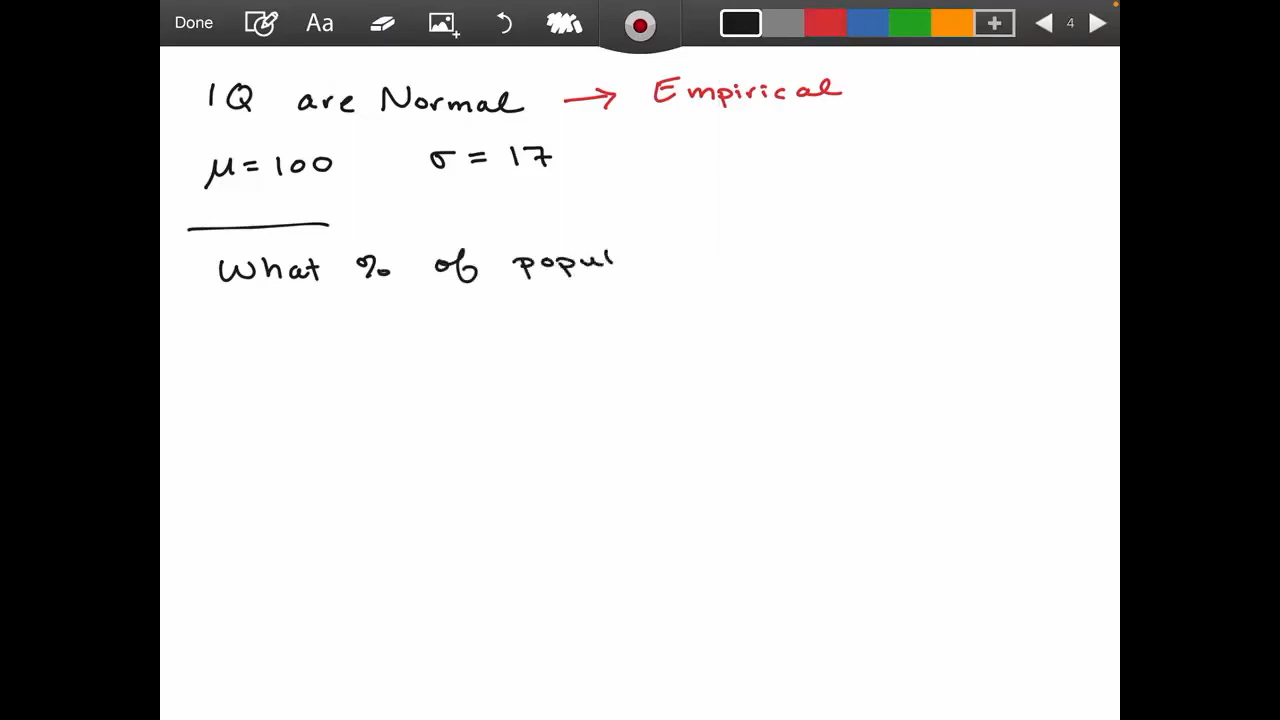 Done Aa 4
IQ are Normal → Empirical
μ = 100 σ = 17
What % of popul